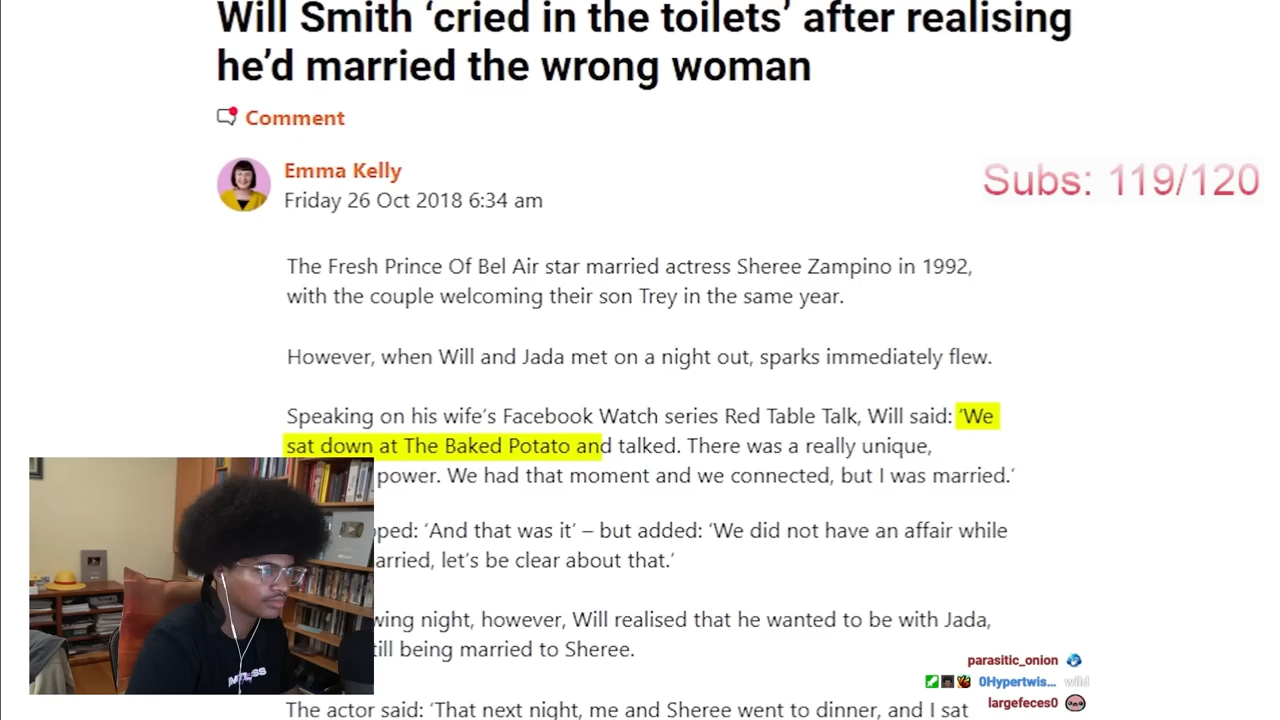 Will Smith ‘cried in the toilets’ after realising
he’d married the wrong woman
Comment
Emma Kelly
Friday 26 Oct 2018 6:34 am
Subs: 119/120
The Fresh Prince Of Bel Air star married actress Sheree Zampino in 1992,
with the couple welcoming their son Trey in the same year.
However, when Will and Jada met on a night out, sparks immediately flew.
Speaking on his wife’s Facebook Watch series Red Table Talk, Will said: ‘We
sat down at The Baked Potato and talked. There was a really unique,
power. We had that moment and we connected, but I was married.’
ped: ‘And that was it’ – but added: ‘We did not have an affair while
arried, let’s be clear about that.’
wing night, however, Will realised that he wanted to be with Jada,
till being married to Sheree.
The actor said: ‘That next night, me and Sheree went to dinner, and I sat
parasitic_onion
0Hypertwis... wild
largefeces0